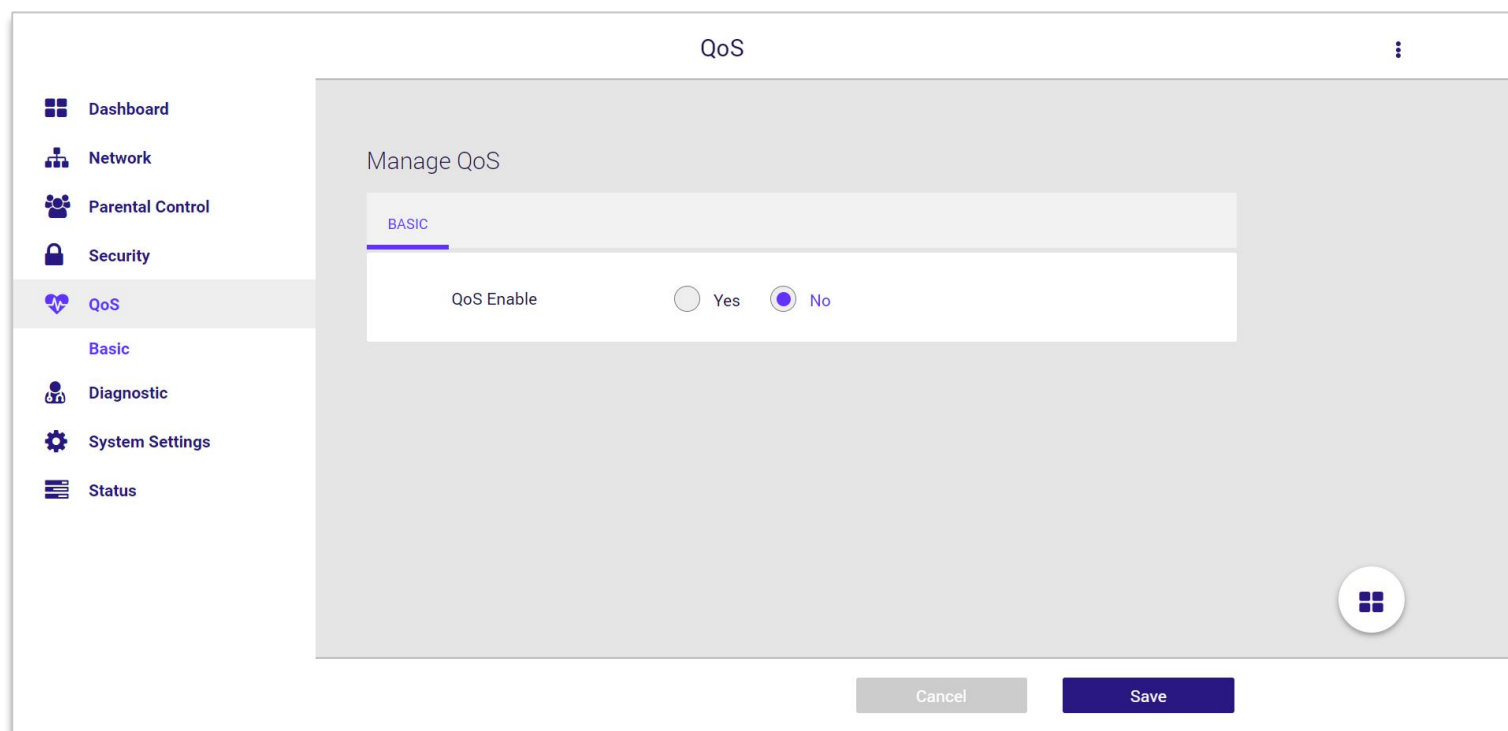 QoS
Dashboard
Network
Parental Control
Security
QoS
Basic
Diagnostic
System Settings
Status
Manage QoS
BASIC
QoS Enable Yes No
Cancel Save